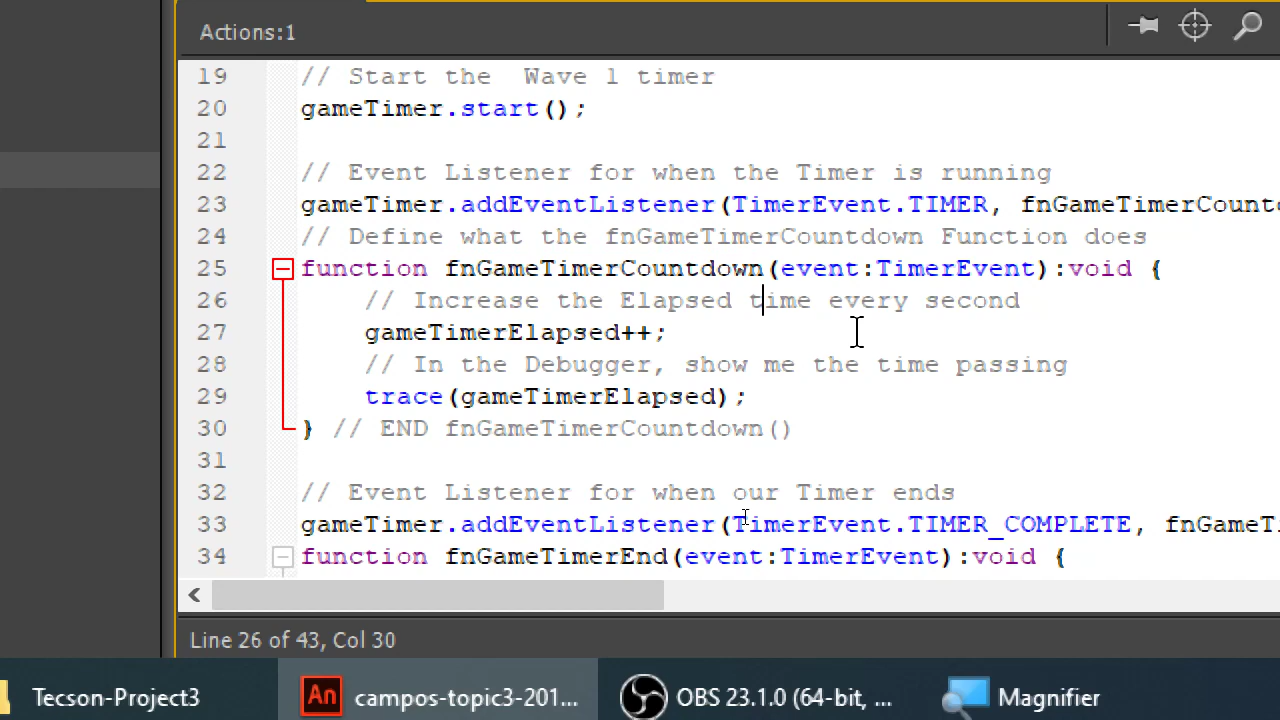 Actions:1
19 // Start the  Wave 1 timer
20 gameTimer.start();
21
22 // Event Listener for when the Timer is running
23 gameTimer.addEventListener(TimerEvent.TIMER, fnGameTimerCountd
24 // Define what the fnGameTimerCountdown Function does
25 function fnGameTimerCountdown(event:TimerEvent):void {
26 // Increase the Elapsed time every second
27 gameTimerElapsed++;
28 // In the Debugger, show me the time passing
29 trace(gameTimerElapsed);
30 } // END fnGameTimerCountdown()
31
32 // Event Listener for when our Timer ends
33 gameTimer.addEventListener(TimerEvent.TIMER_COMPLETE, fnGameTi
34 function fnGameTimerEnd(event:TimerEvent):void {
Line 26 of 43, Col 30
Tecson-Project3
An campos-topic3-201...
OBS 23.1.0 (64-bit, ...
Magnifier